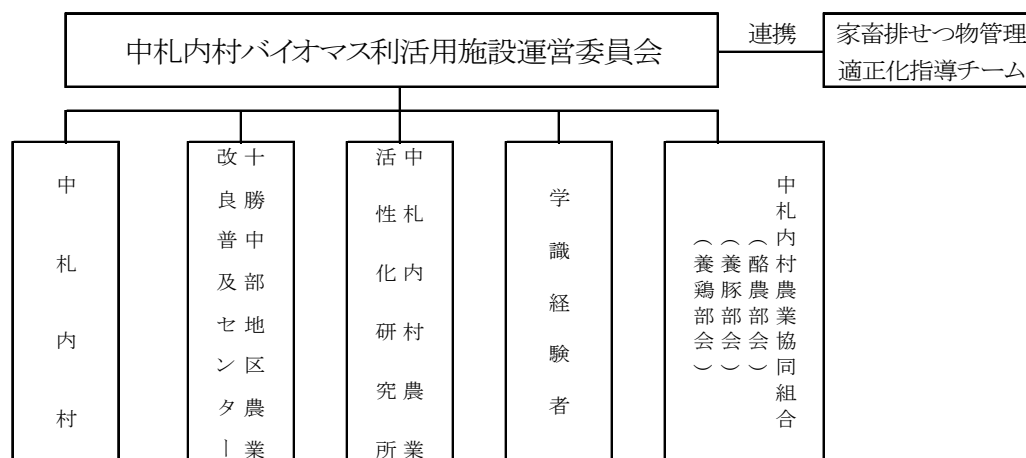 中札内村バイオマス利活用施設運営委員会
連携
家畜排せつ物管理
適正化指導チーム
中札内村
十勝中部地区農業
改良普及センター
中札内村農業
活性化研究所
学識経験者
中札内村農業協同組合
（酪農部会）
（養豚部会）
（養鶏部会）